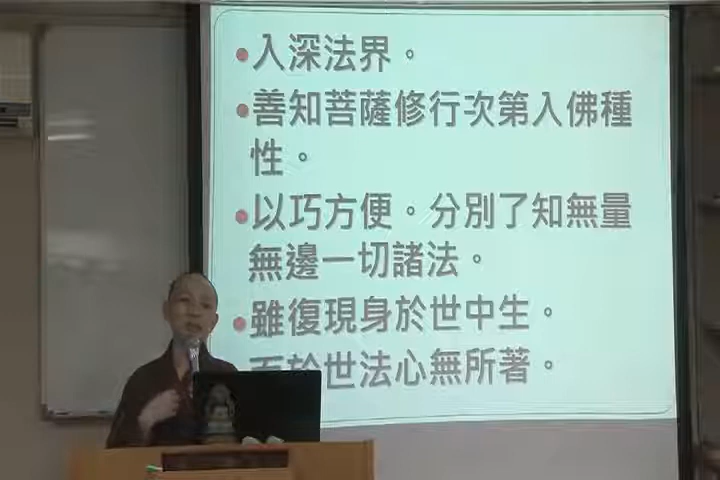 •入深法界。
•善知菩薩修行次第入佛種
性。
•以巧方便。分別了知無量
無邊一切諸法。
•雖復現身於世中生。
而於世法心無所著。